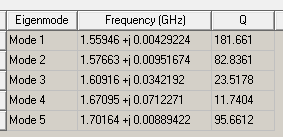 Eigenmode Frequency (GHz) Q
Mode 1 1.55946 +j 0.00429224 181.661
Mode 2 1.57663 +j 0.00951674 82.8361
Mode 3 1.60916 +j 0.0342192 23.5178
Mode 4 1.67095 +j 0.0712271 11.7404
Mode 5 1.70164 +j 0.00889422 95.6612